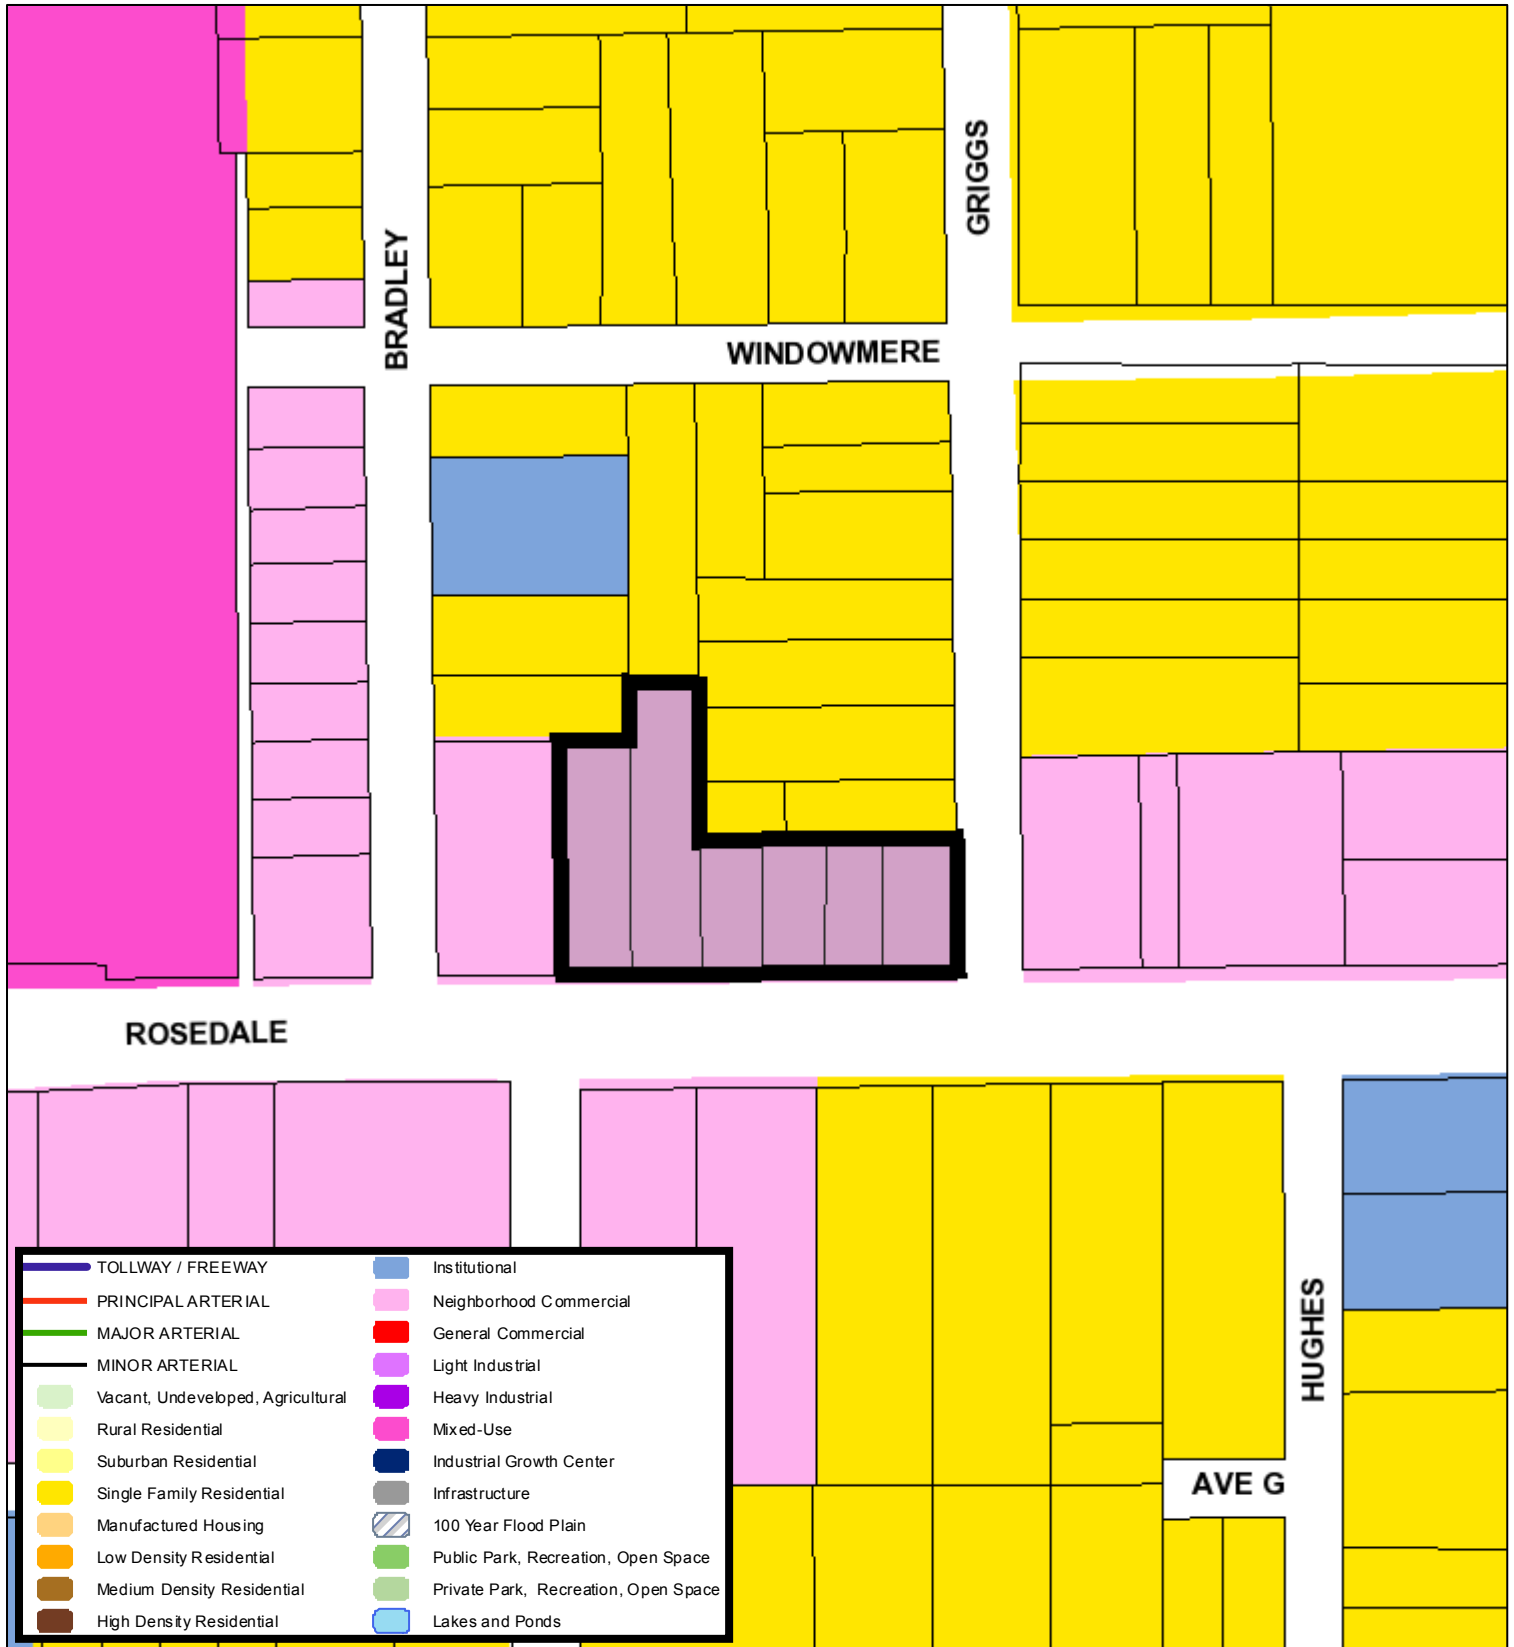 GRIGGS
BRADLEY
WINDOWMERE
ROSEDALE
HUGHES
AVE G
TOLLWAY / FREEWAY
PRINCIPAL ARTERIAL
MAJOR ARTERIAL
MINOR ARTERIAL
Vacant, Undeveloped, Agricultural
Rural Residential
Suburban Residential
Single Family Residential
Manufactured Housing
Low Density Residential
Medium Density Residential
High Density Residential
Institutional
Neighborhood Commercial
General Commercial
Light Industrial
Heavy Industrial
Mixed-Use
Industrial Growth Center
Infrastructure
100 Year Flood Plain
Public Park, Recreation, Open Space
Private Park, Recreation, Open Space
Lakes and Ponds